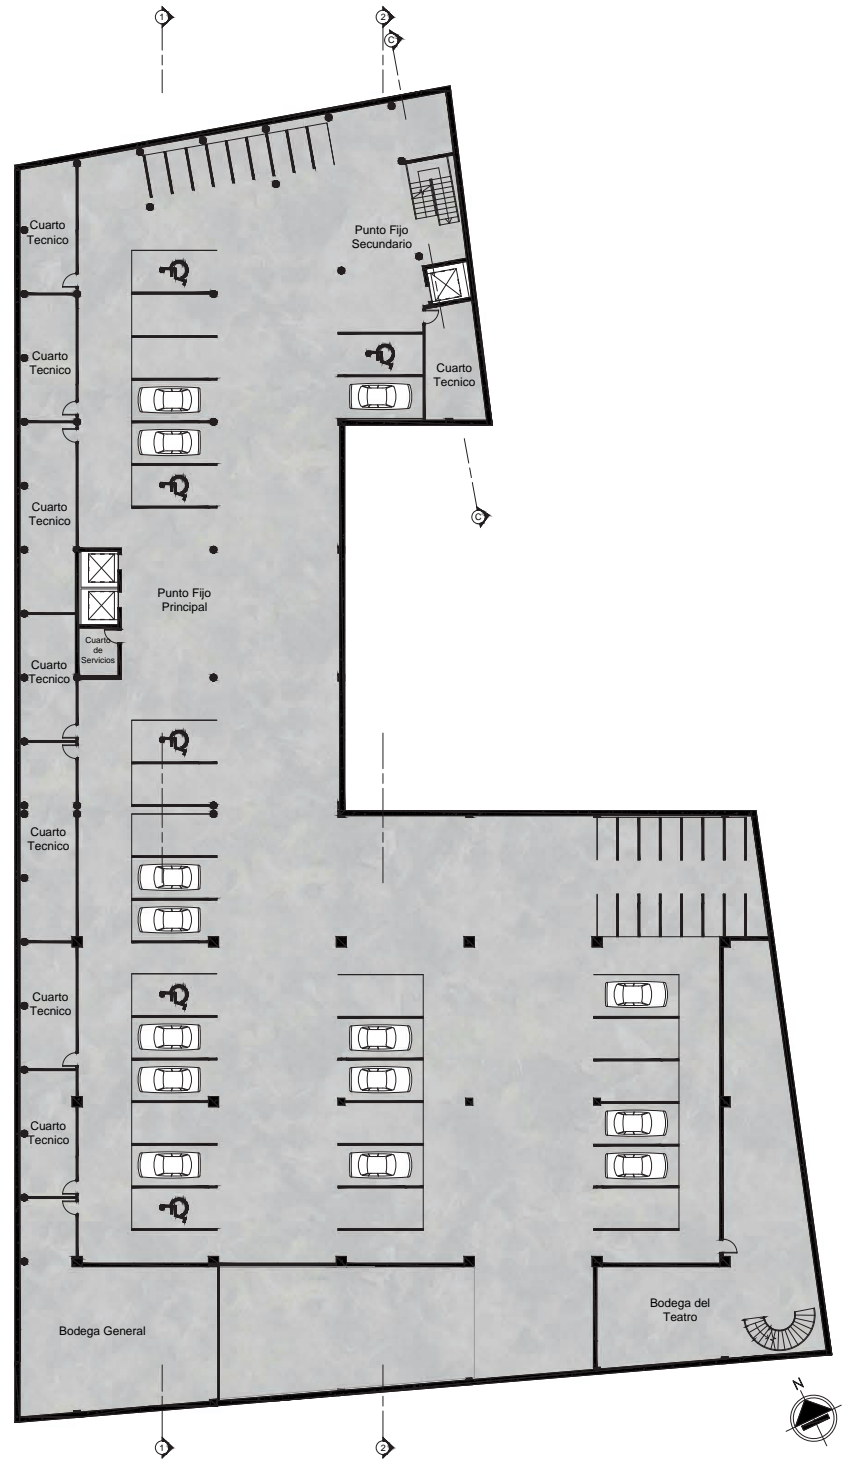 1
2
C
Cuarto
Tecnico
Punto Fijo
Secundario
Cuarto
Tecnico
Cuarto
Tecnico
Cuarto
Tecnico
C
Punto Fijo
Principal
Cuarto
de
Servicios
Cuarto
Tecnico
Cuarto
Tecnico
Cuarto
Tecnico
Cuarto
Tecnico
Bodega General
Bodega del
Teatro
N
1
2